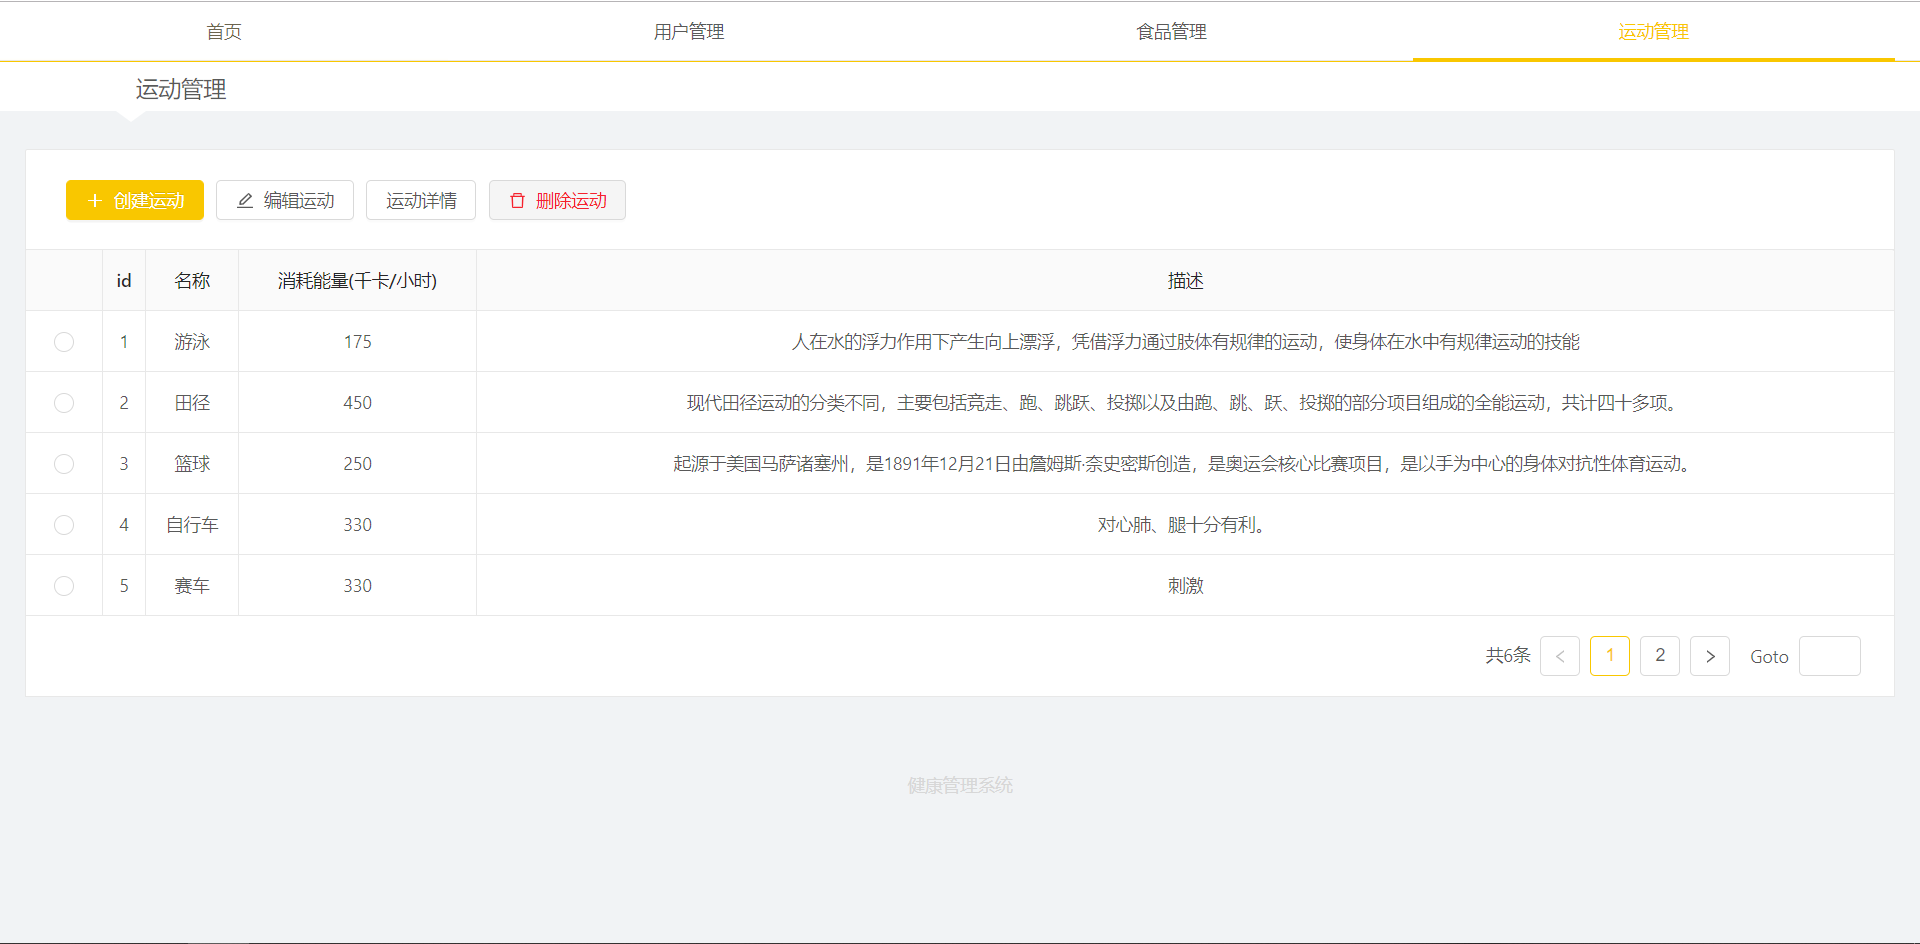 首页 用户管理 食品管理 运动管理
运动管理
创建运动 编辑运动 运动详情 删除运动
id 名称 消耗能量(千卡/小时) 描述
1 游泳 175 人在水的浮力作用下产生向上漂浮，凭借浮力通过肢体有规律的运动，使身体在水中有规律运动的技能
2 田径 450 现代田径运动的分类不同，主要包括竞走、跑、跳跃、投掷以及由跑、跳、跃、投掷的部分项目组成的全能运动，共计四十多项。
3 篮球 250 起源于美国马萨诸塞州，是1891年12月21日由詹姆斯·奈史密斯创造，是奥运会核心比赛项目，是以手为中心的身体对抗性体育运动。
4 自行车 330 对心肺、腿十分有利。
5 赛车 330 刺激
共6条 < 1 2 > Goto
健康管理系统